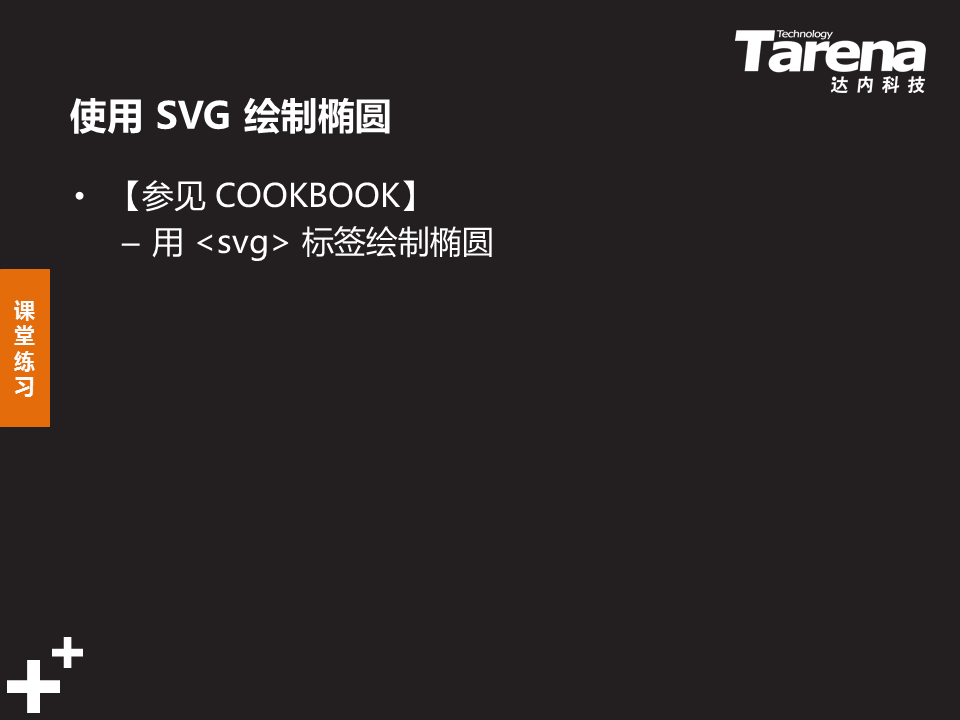 Technology
Tarena
达内科技
使用 SVG 绘制椭圆
• 【参见 COOKBOOK】
– 用 <svg> 标签绘制椭圆
课
堂
练
习